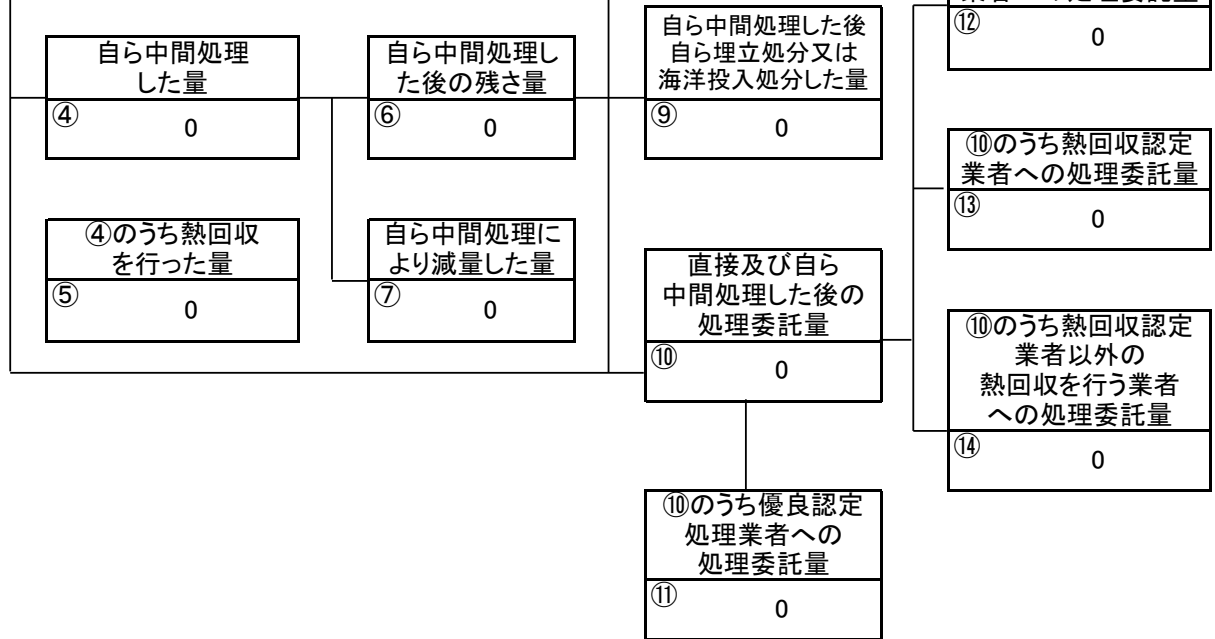 ⑫
0
自ら中間処理
した量
④
0
自ら中間処理し
た後の残さ量
⑥
0
自ら中間処理した後
自ら埋立処分又は
海洋投入処分した量
⑨
0
⑩のうち熱回収認定
業者への処理委託量
⑬
0
④のうち熱回収
を行った量
⑤
0
自ら中間処理に
より減量した量
⑦
0
直接及び自ら
中間処理した後の
処理委託量
⑩
0
⑩のうち熱回収認定
業者以外の
熱回収を行う業者
への処理委託量
⑭
0
⑩のうち優良認定
処理業者への
処理委託量
⑪
0